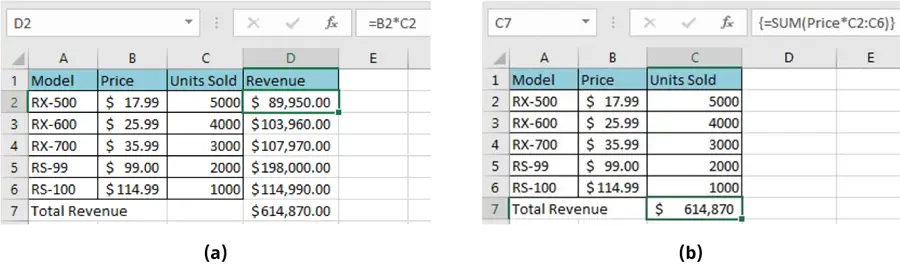 D2 fx =B2*C2
A B C D E
1 Model Price Units Sold Revenue
2 RX-500 $ 17.99 5000 $ 89,950.00
3 RX-600 $ 25.99 4000 $103,960.00
4 RX-700 $ 35.99 3000 $107,970.00
5 RS-99 $ 99.00 2000 $198,000.00
6 RS-100 $114.99 1000 $114,990.00
7 Total Revenue $614,870.00
(a)
C7 fx {=SUM(Price*C2:C6)}
A B C D E
1 Model Price Units Sold
2 RX-500 $ 17.99 5000
3 RX-600 $ 25.99 4000
4 RX-700 $ 35.99 3000
5 RS-99 $ 99.00 2000
6 RS-100 $114.99 1000
7 Total Revenue $ 614,870
(b)